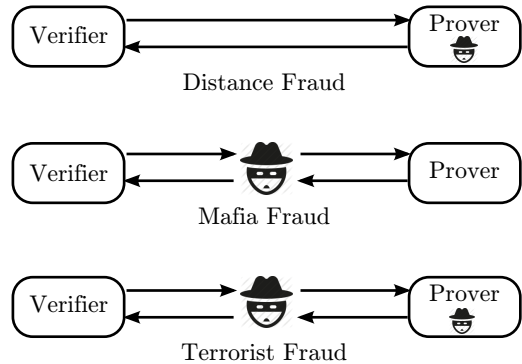 Verifier
Prover
Distance Fraud
Verifier
Prover
Mafia Fraud
Verifier
Prover
Terrorist Fraud